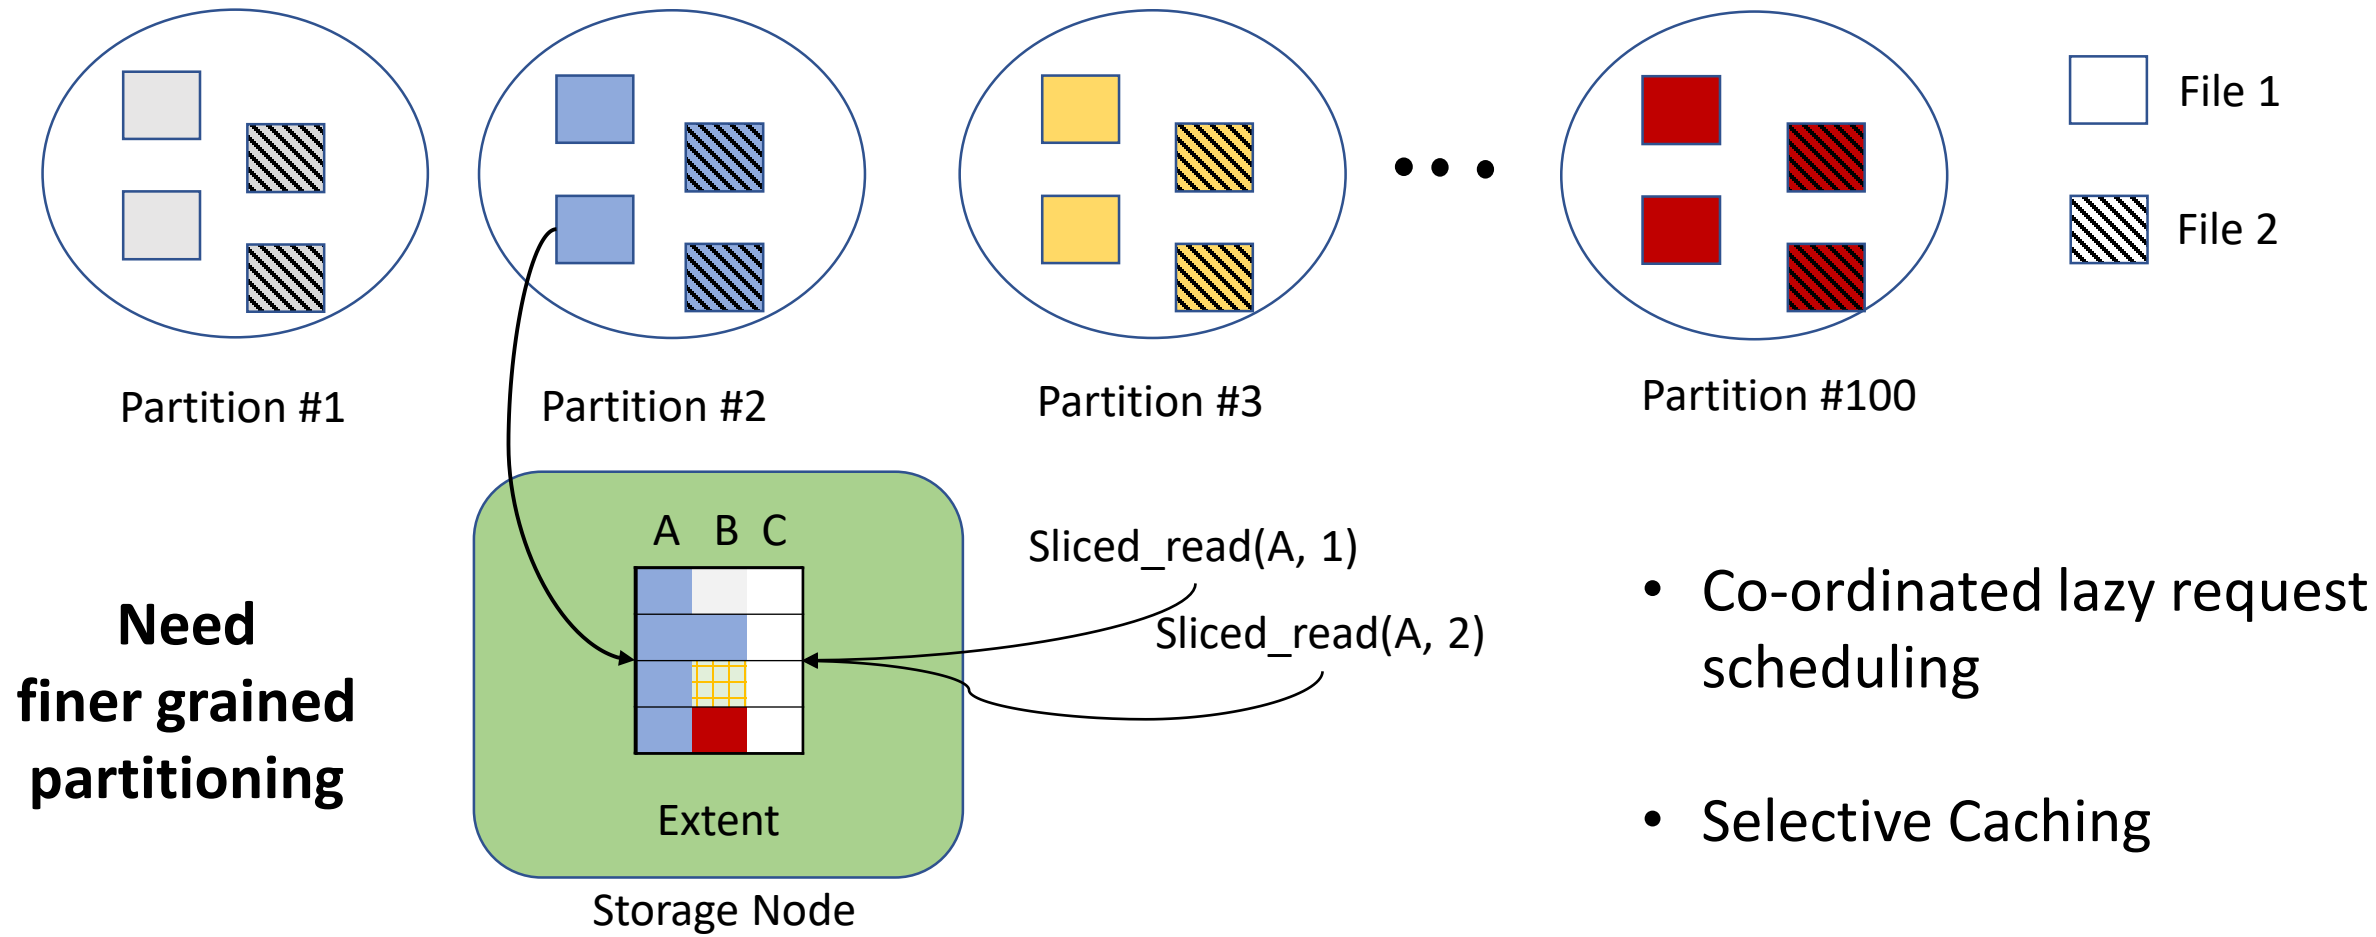 File 1
File 2
Partition #1
Partition #2
Partition #3
Partition #100
A B C
Extent
Storage Node
Sliced_read(A, 1)
Sliced_read(A, 2)
Need
finer grained
partitioning
• Co-ordinated lazy request
scheduling
• Selective Caching